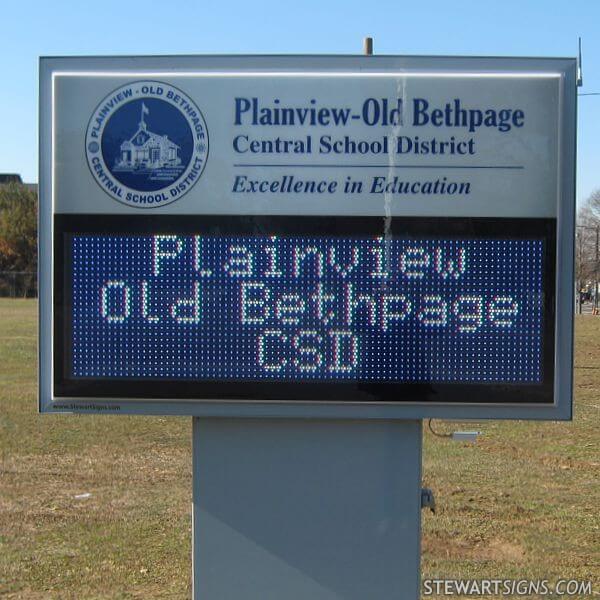 PLAINVIEW - OLD BETHPAGE
CENTRAL SCHOOL DISTRICT
Plainview-Old Bethpage
Central School District
Excellence in Education
Plainview
Old Bethpage
CSD
www.StewartSigns.com
STEWARTSIGNS.COM